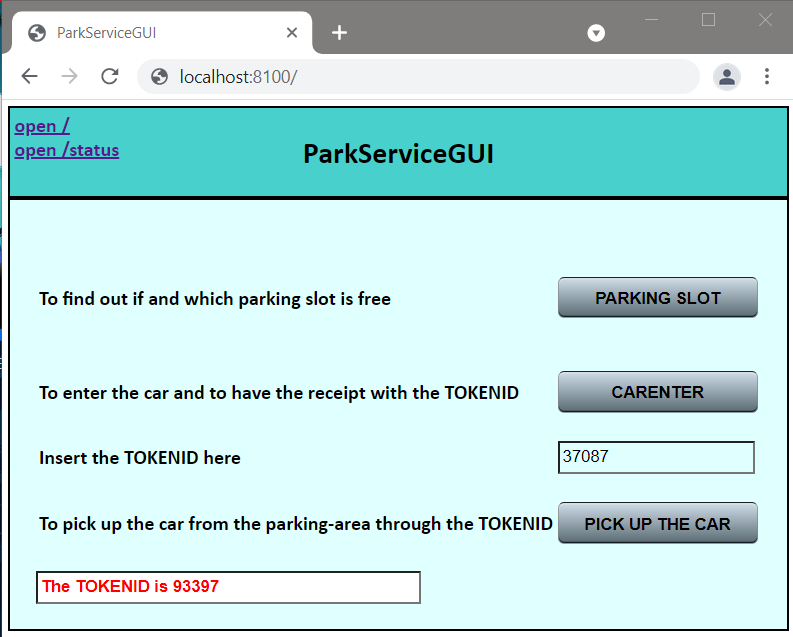 ParkServiceGUI
localhost:8100/
open /
open /status
ParkServiceGUI
To find out if and which parking slot is free
PARKING SLOT
To enter the car and to have the receipt with the TOKENID
CARENTER
Insert the TOKENID here
37087
To pick up the car from the parking-area through the TOKENID
PICK UP THE CAR
The TOKENID is 93397